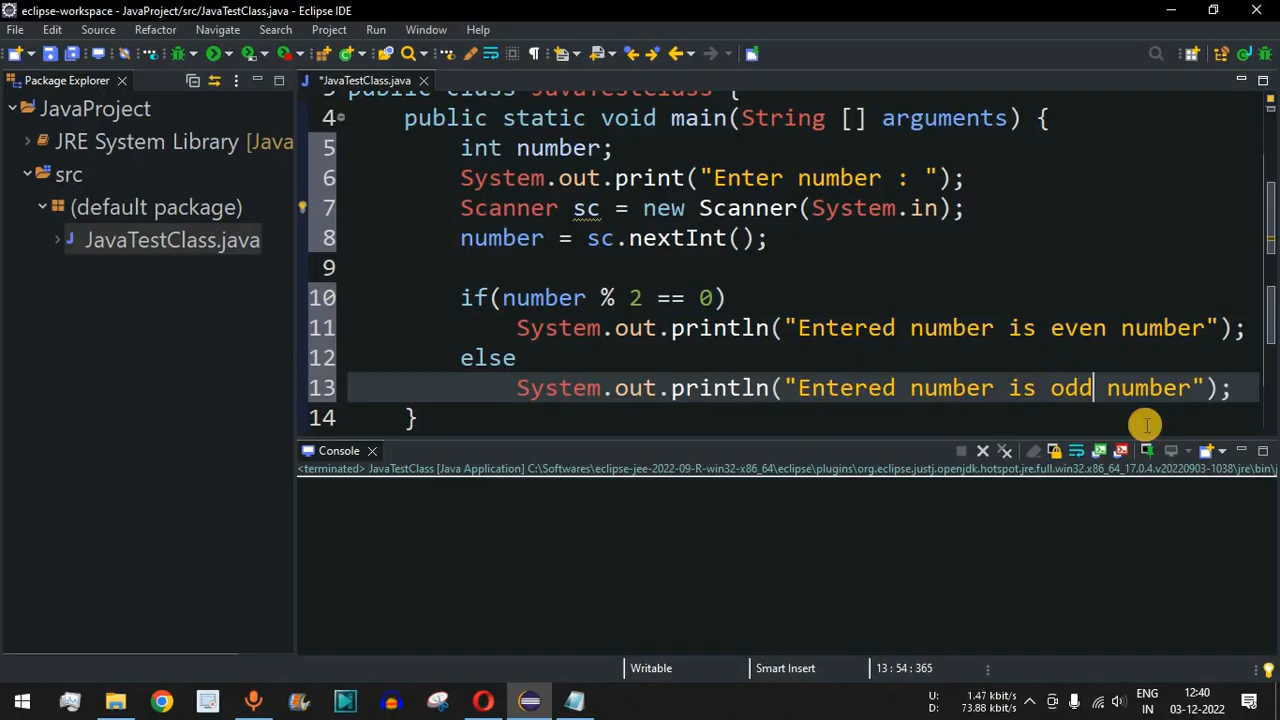 eclipse-workspace - JavaProject/src/JavaTestClass.java - Eclipse IDE
File Edit Source Refactor Navigate Search Project Run Window Help
Package Explorer
*JavaTestClass.java
JavaProject
JRE System Library [Java
src
(default package)
JavaTestClass.java
3 public class JavaTestClass {
4 public static void main(String [] arguments) {
5 int number;
6 System.out.print("Enter number : ");
7 Scanner sc = new Scanner(System.in);
8 number = sc.nextInt();
9
10 if(number % 2 == 0)
11 System.out.println("Entered number is even number");
12 else
13 System.out.println("Entered number is odd number");
14 }
Console
<terminated> JavaTestClass [Java Application] C:\Softwares\eclipse-jee-2022-09-R-win32-x86_64\eclipse\plugins\org.eclipse.justj.openjdk.hotspot.jre.full.win32.x86_64_17.0.4.v20220903-1038\jre\bin\j
Writable Smart Insert 13 : 54 : 365
U: 1.47 kbit/s
D: 73.88 kbit/s
ENG
IN
12:40
03-12-2022